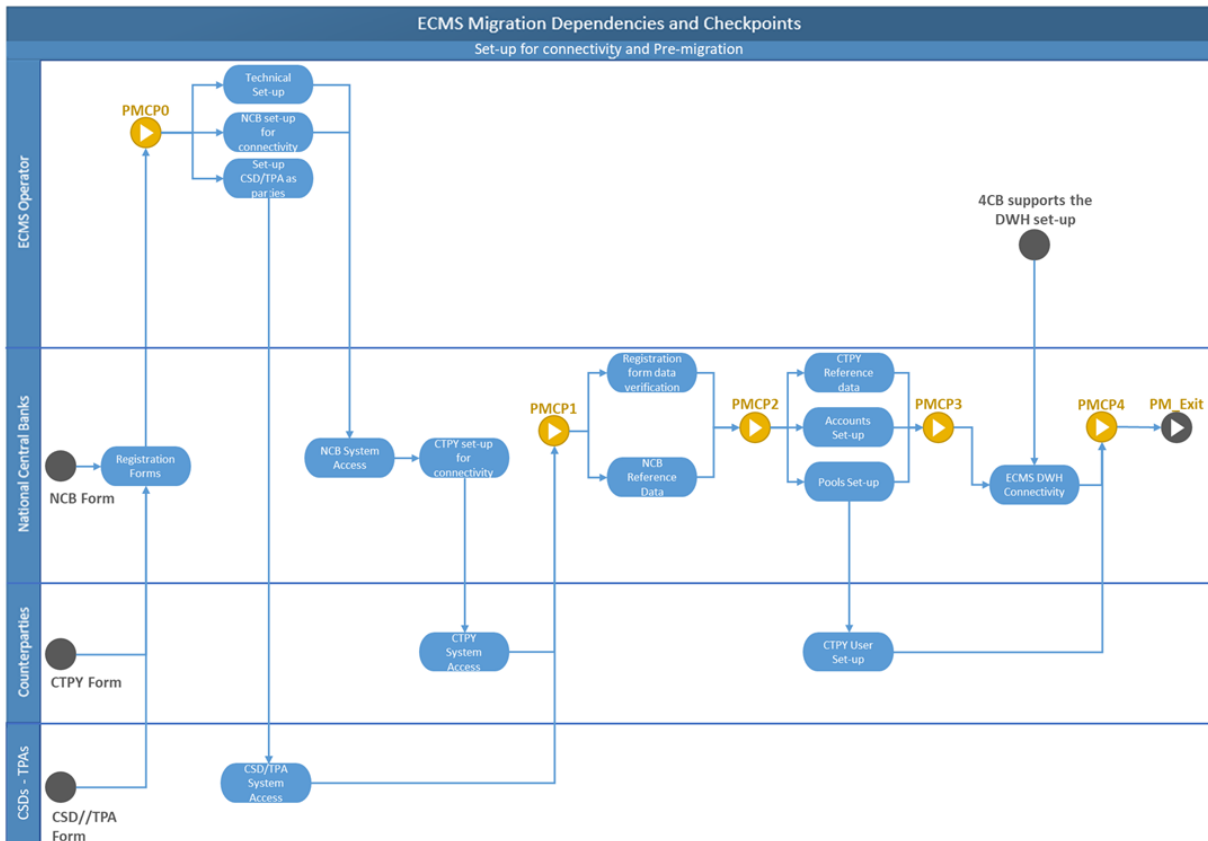 ECMS Migration Dependencies and Checkpoints
Set-up for connectivity and Pre-migration
ECMS Operator
PMCP0
Technical
Set-up
NCB set-up
for
connectivity
Set-up
CSD/TPA as
parties
4CB supports the
DWH set-up
National Central Banks
NCB Form
Registration
Forms
NCB System
Access
CTPY set-up
for
connectivity
PMCP1
Registration
form data
verification
NCB
Reference
Data
PMCP2
CTPY
Reference
data
Accounts
Set-up
Pools Set-up
PMCP3
ECMS DWH
Connectivity
PMCP4
PM_Exit
Counterparties
CTPY Form
CTPY
System
Access
CTPY User
Set-up
CSDs - TPAs
CSD//TPA
Form
CSD/TPA
System
Access